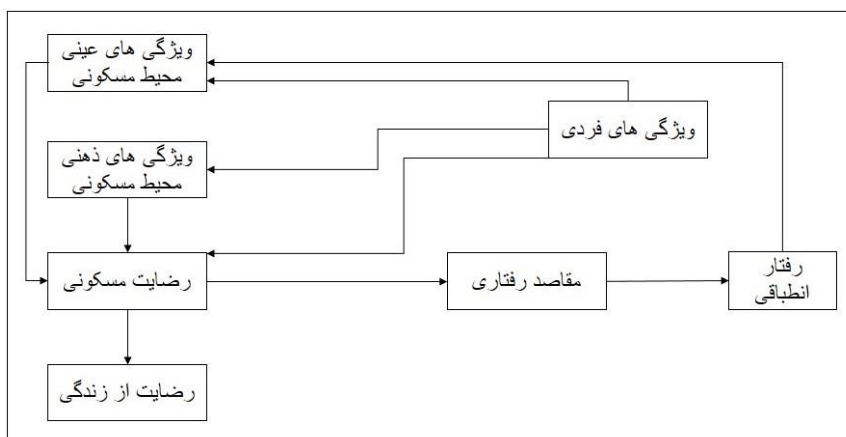 ویژگی های عینی
محیط مسکونی
ویژگی های فردی
ویژگی های ذهنی
محیط مسکونی
رضایت مسکونی
مقاصد رفتاری
رفتار
انطباقی
رضایت از زندگی